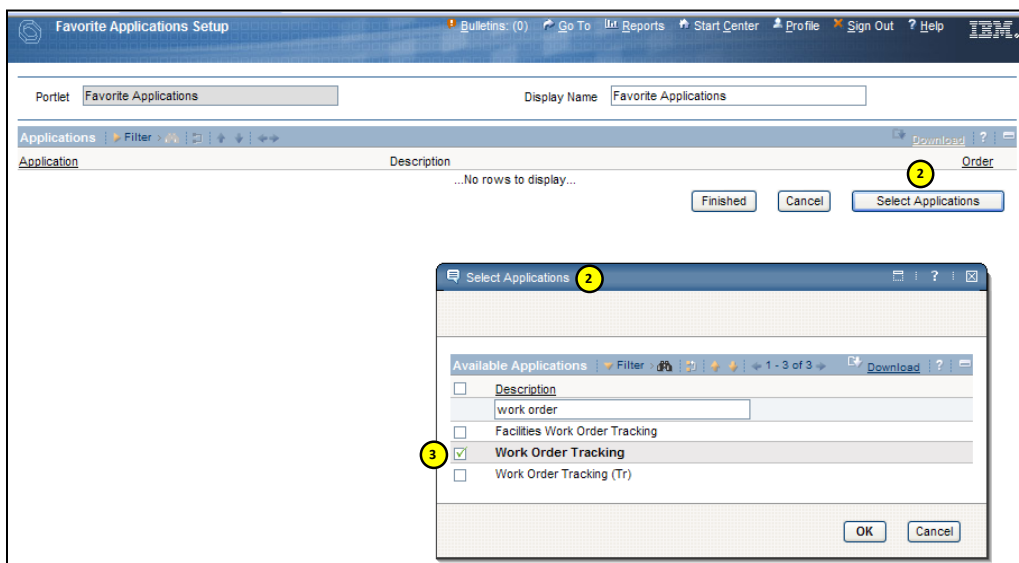 Favorite Applications Setup Bulletins: (0) Go To Reports Start Center Profile Sign Out ? Help IBM.
Portlet Favorite Applications Display Name Favorite Applications
Applications Filter Download ?
Application Description Order
...No rows to display...
2
Finished Cancel Select Applications
Select Applications 2 ?
Available Applications Filter 1 - 3 of 3 Download ?
Description
work order
Facilities Work Order Tracking
3 Work Order Tracking
Work Order Tracking (Tr)
OK Cancel